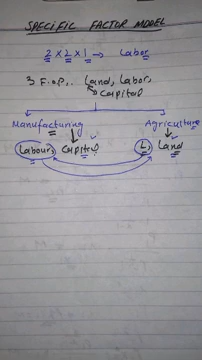 SPECIFIC FACTOR MODEL
2 x 2 x 1 → Labor
3 F.O.P.. Land, Labor,
Capital
Manufacturing Agriculture
Labour, Capital L, Land